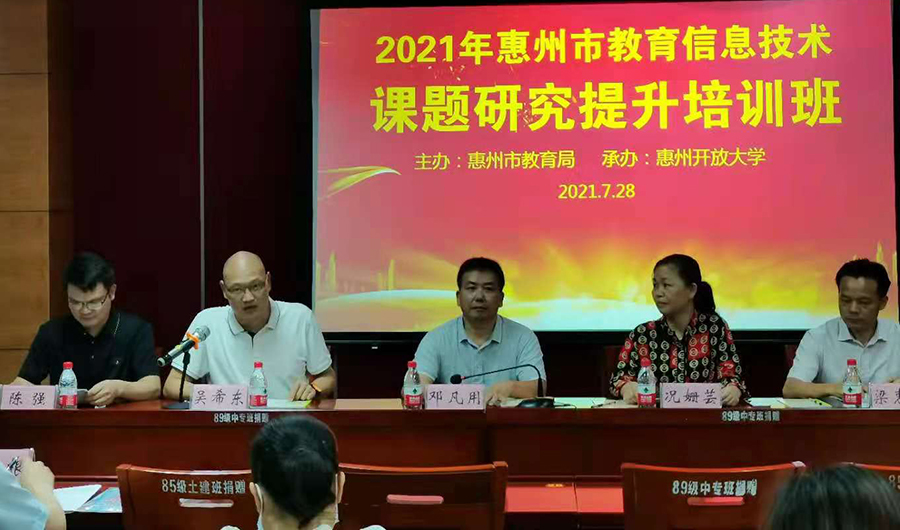 2021年惠州市教育信息技术
课题研究提升培训班
主办：惠州市教育局 承办：惠州开放大学
2021.7.28
陈强
吴希东
邓凡用
况姗芸
梁
89级中专班捐赠
89级中专班捐赠
85级土建班捐赠
89级中专班捐赠